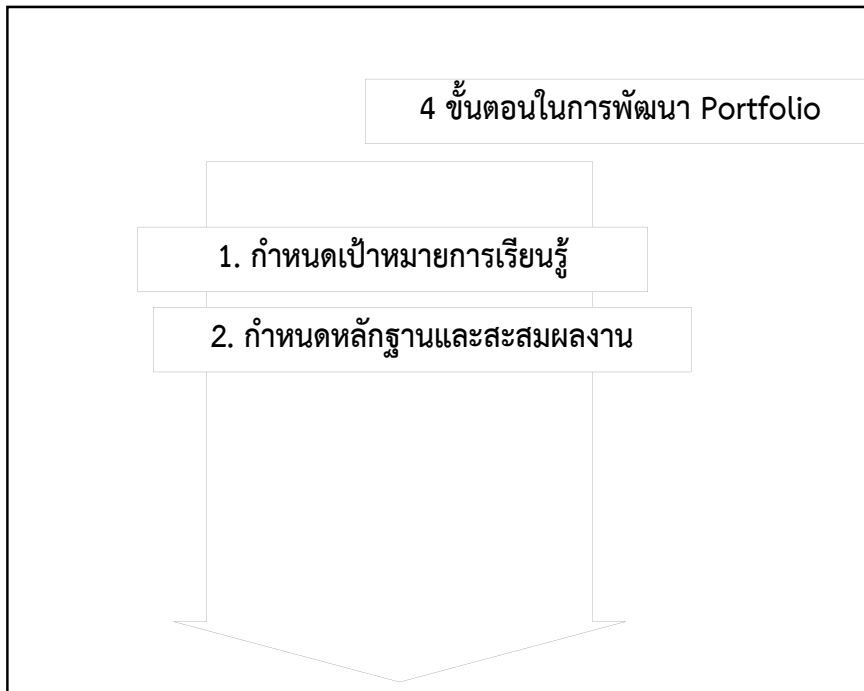 4 ขั้นตอนในการพัฒนา Portfolio
1. กำหนดเป้าหมายการเรียนรู้
2. กำหนดหลักฐานและสะสมผลงาน